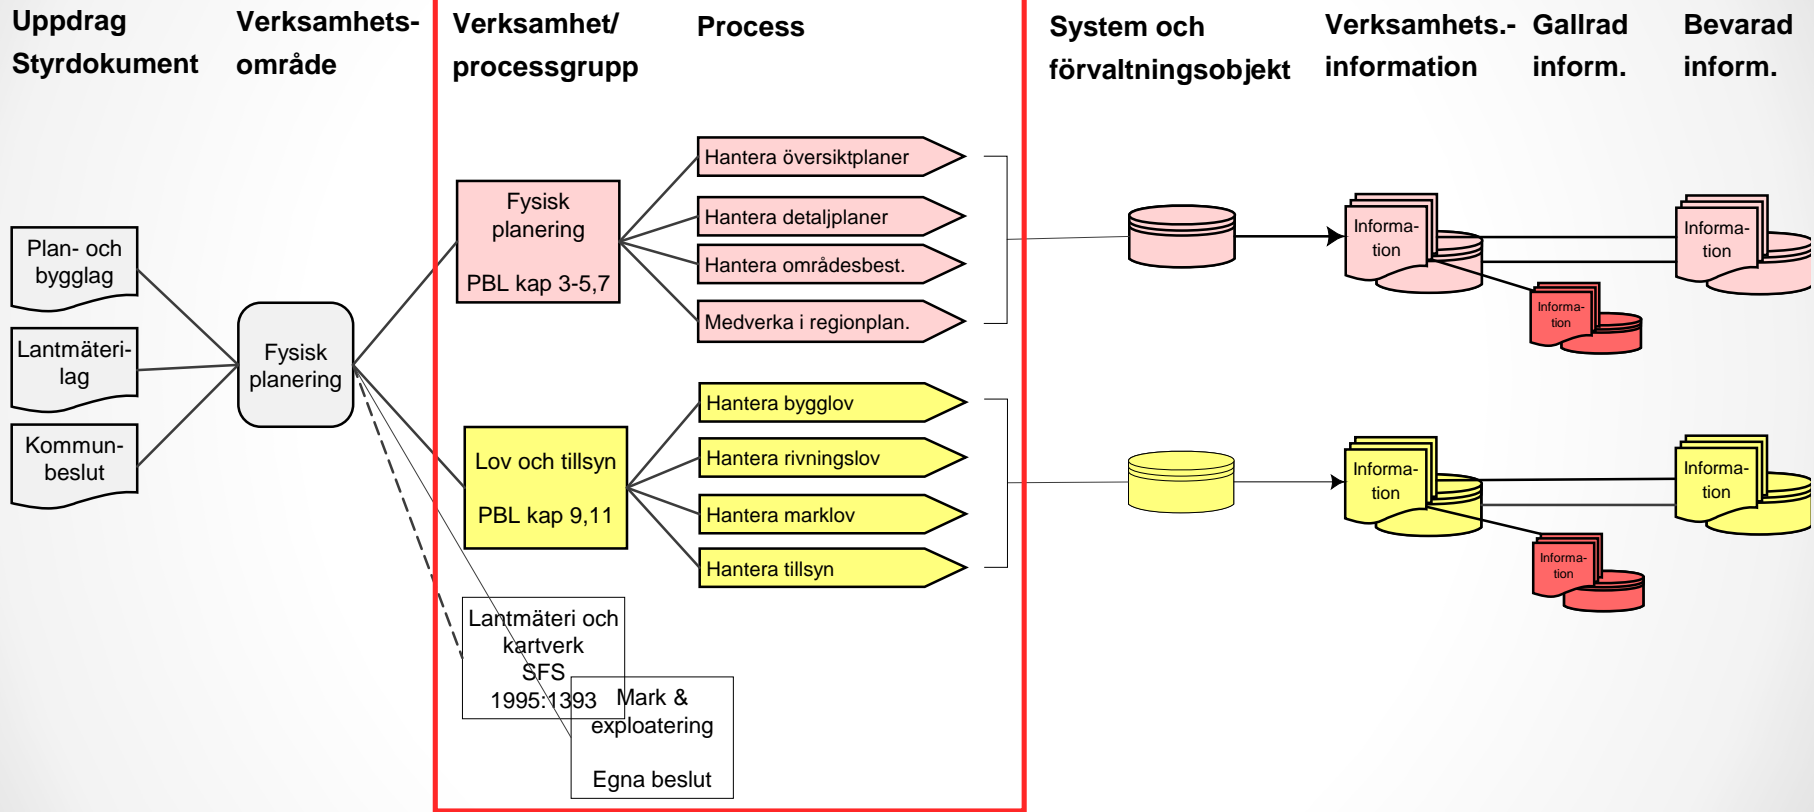 Uppdrag
Styrdokument
Verksamhets-
område
Verksamhet/
processgrupp
Process
System och
förvaltningsobjekt
Verksamhets.-
information
Gallrad
inform.
Bevarad
inform.
Plan- och
bygglag
Lantmäteri-
lag
Kommun-
beslut
Fysisk
planering
Fysisk
planering
PBL kap 3-5,7
Hantera översiktplaner
Hantera detaljplaner
Hantera områdesbest.
Medverka i regionplan.
Informa-
tion
Informa-
tion
Informa-
tion
Lov och tillsyn
PBL kap 9,11
Hantera bygglov
Hantera rivningslov
Hantera marklov
Hantera tillsyn
Informa-
tion
Informa-
tion
Informa-
tion
Lantmäteri och
kartverk
SFS
1995:1393
Mark &
exploatering
Egna beslut